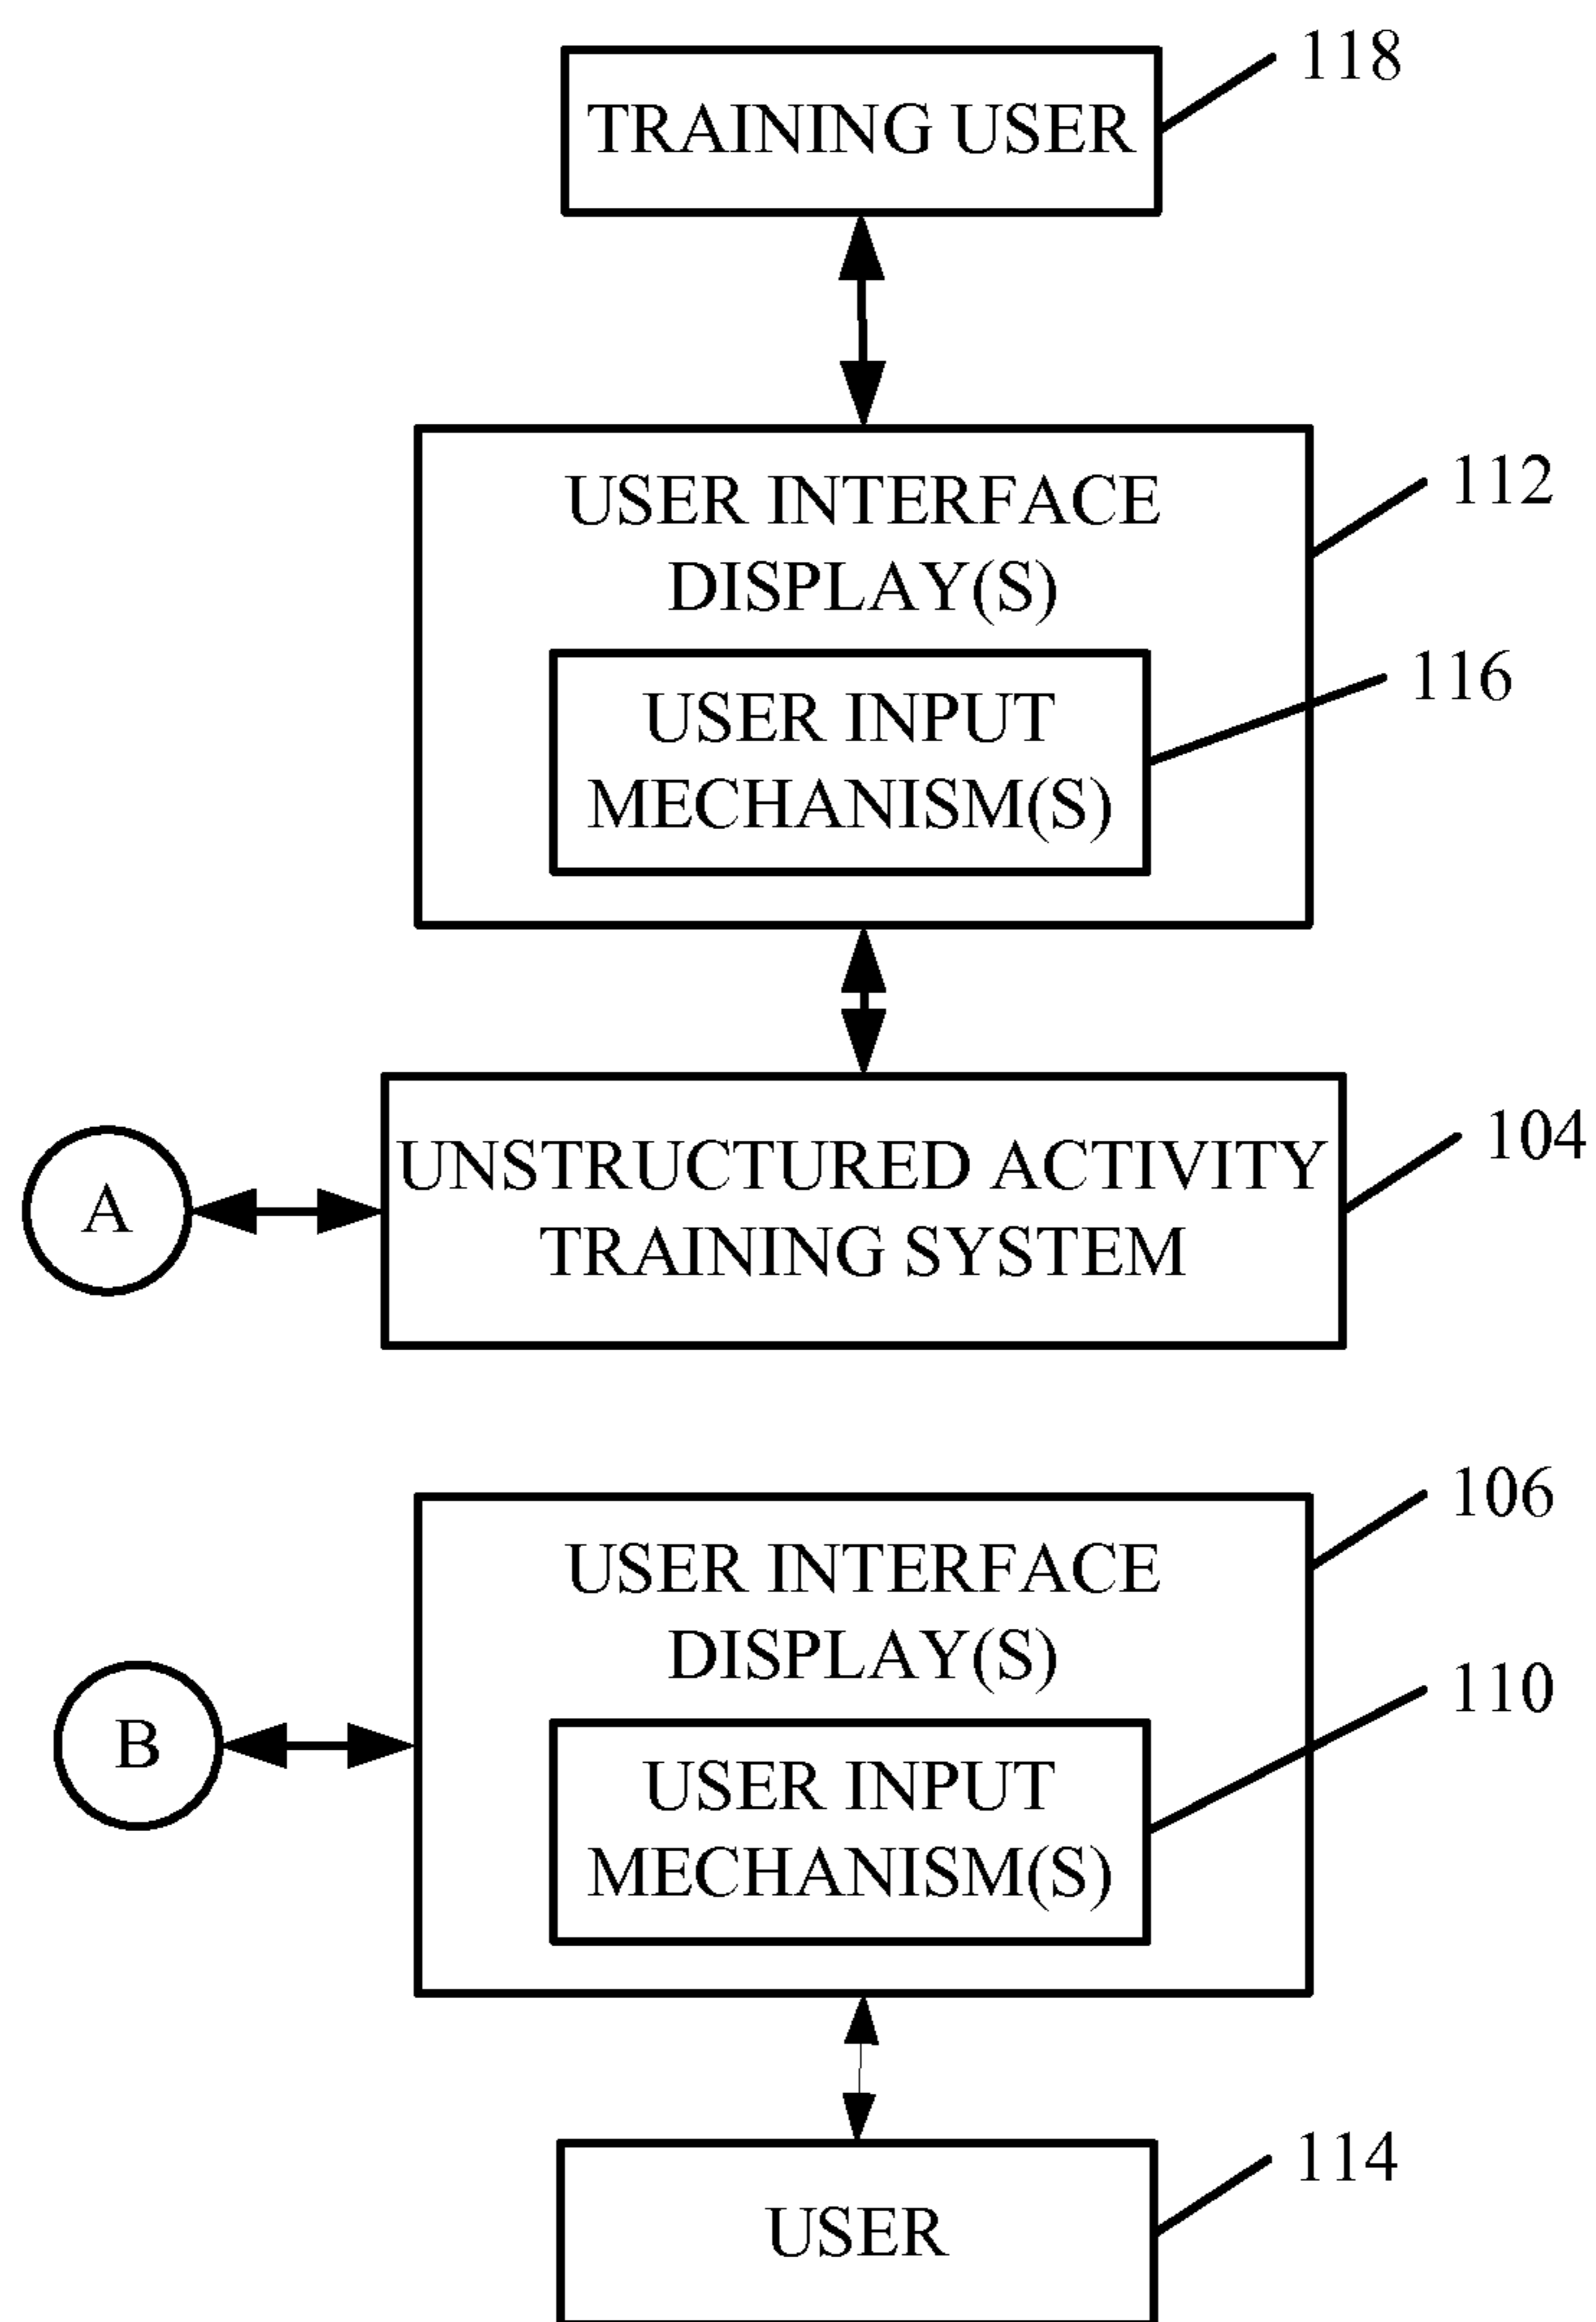 118
TRAINING USER
112
USER INTERFACE
DISPLAY(S)
116
USER INPUT
MECHANISM(S)
104
UNSTRUCTURED ACTIVITY
TRAINING SYSTEM
A
106
USER INTERFACE
DISPLAY(S)
110
USER INPUT
MECHANISM(S)
B
114
USER